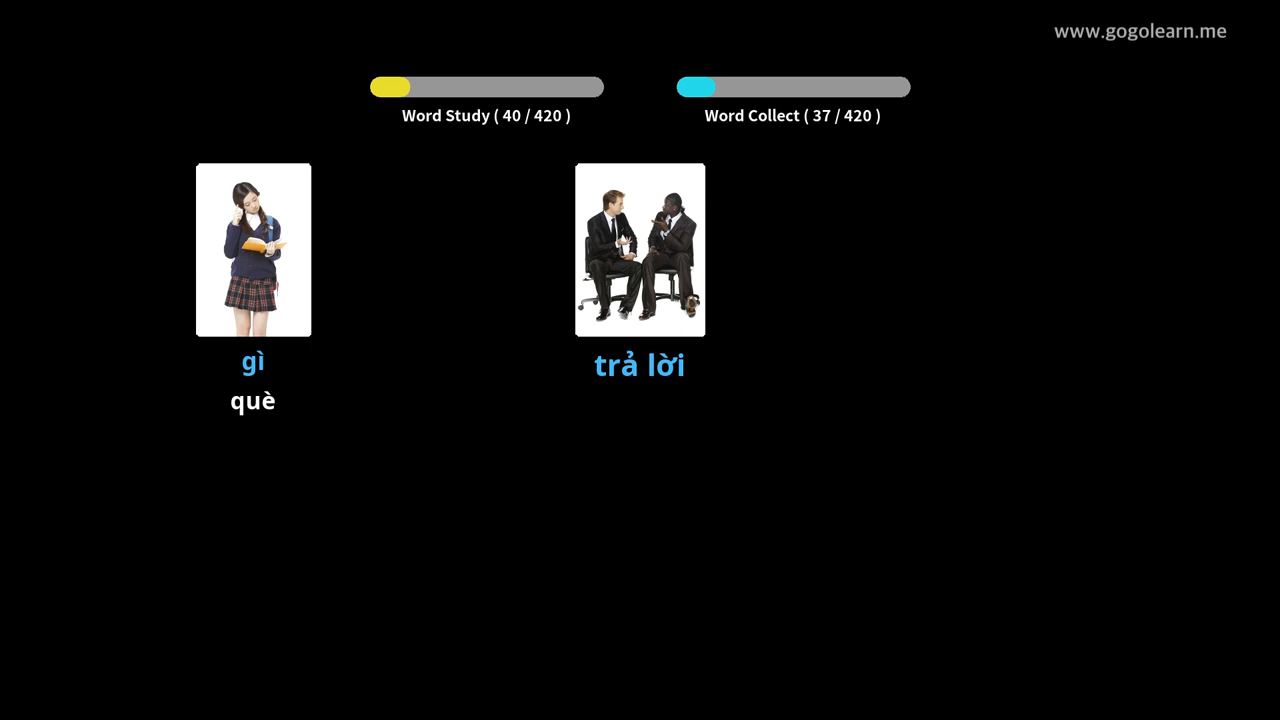 www.gogolearn.me
Word Study ( 40 / 420 )
Word Collect ( 37 / 420 )
gì
què
trả lời